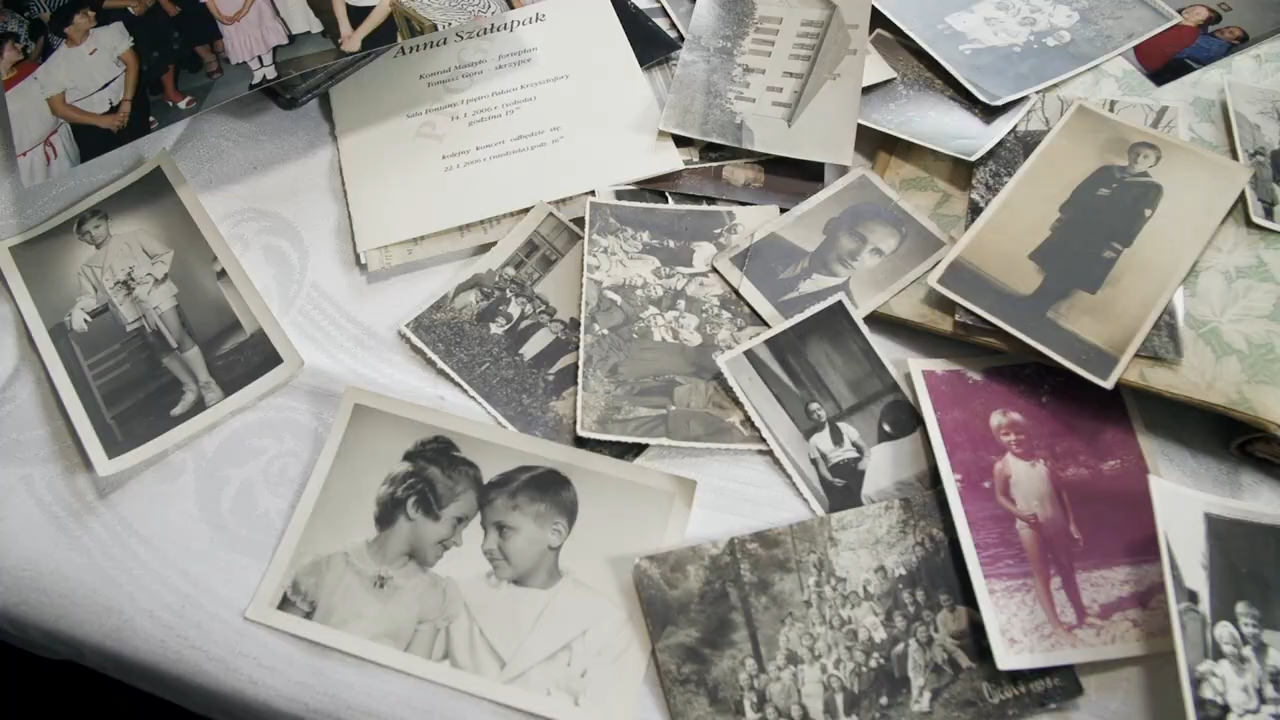 Anna Szałapak
Konrad Mastyło - fortepian
Tomasz Góra - skrzypce
Sala Fontany, I piętro Pałacu Krzysztofory
14. 1. 2006 r. (sobota)
godzina 19
kolejny koncert odbędzie się,
22. 1. 2006 r. (niedziela) godz. 16